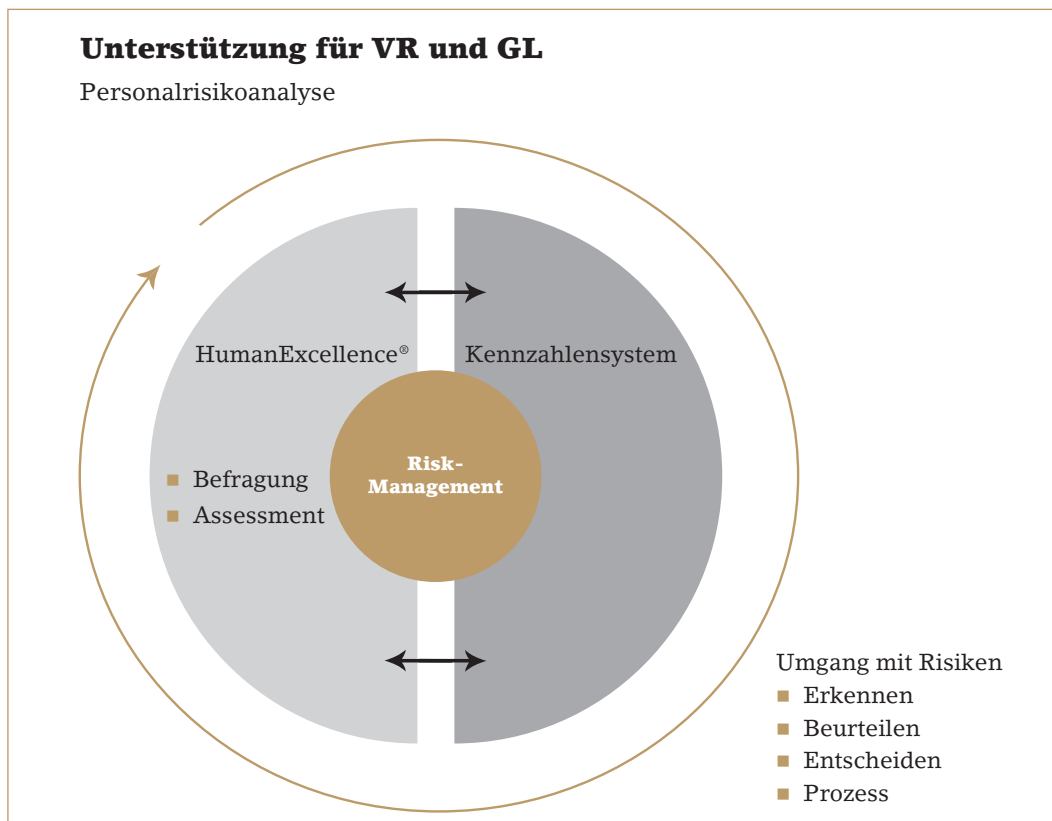 Unterstützung für VR und GL
Personalrisikoanalyse
HumanExcellence®
Kennzahlensystem
Risk-
Management
Befragung
Assessment
Umgang mit Risiken
Erkennen
Beurteilen
Entscheiden
Prozess